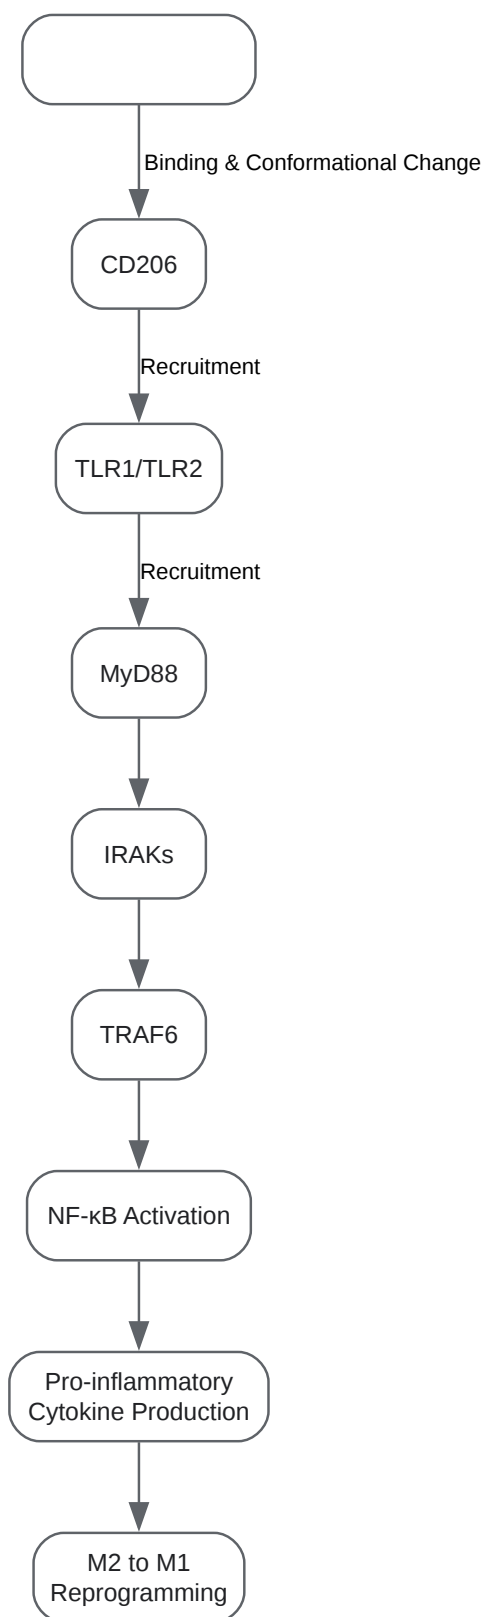 Binding & Conformational Change
CD206
Recruitment
TLR1/TLR2
Recruitment
MyD88
IRAKs
TRAF6
NF-κB Activation
Pro-inflammatory
Cytokine Production
M2 to M1
Reprogramming